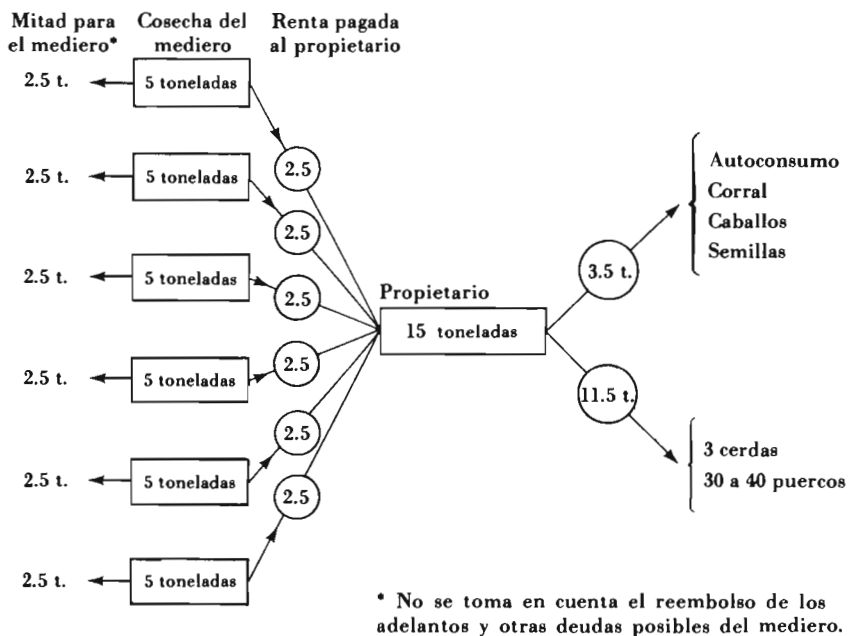 Mitad para
el mediero*
Cosecha del
mediero
Renta pagada
al propietario
2.5 t.
5 toneladas
2.5
2.5 t.
5 toneladas
2.5
2.5 t.
5 toneladas
2.5
2.5 t.
5 toneladas
2.5
2.5 t.
5 toneladas
2.5
2.5 t.
5 toneladas
2.5
Propietario
15 toneladas
3.5 t.
Autoconsumo
Corral
Caballos
Semillas
11.5 t.
3 cerdas
30 a 40 puercos
* No se toma en cuenta el reembolso de los
adelantos y otras deudas posibles del mediero.